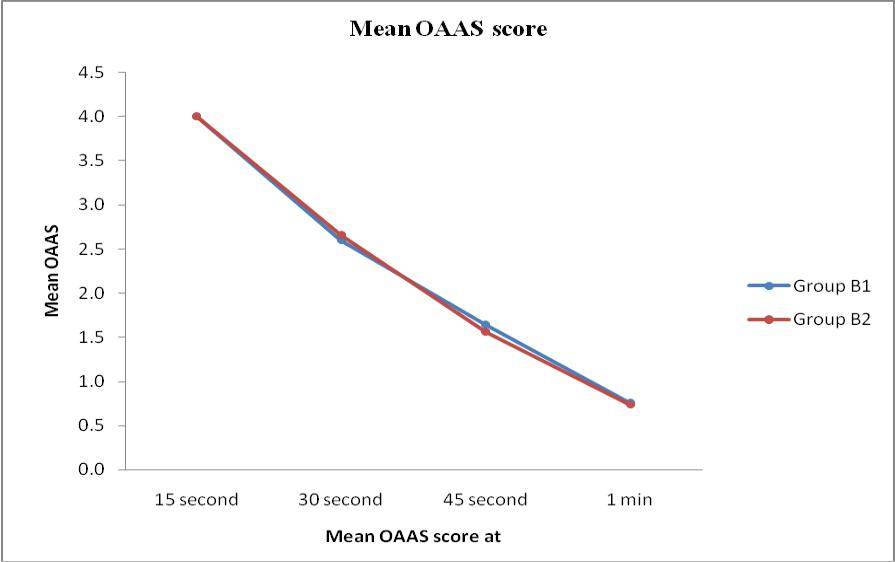 Mean OAAS score
4.5
4.0
3.5
3.0
2.5
2.0
1.5
1.0
0.5
0.0
Mean OAAS
15 second 30 second 45 second 1 min
Mean OAAS score at
Group B1
Group B2